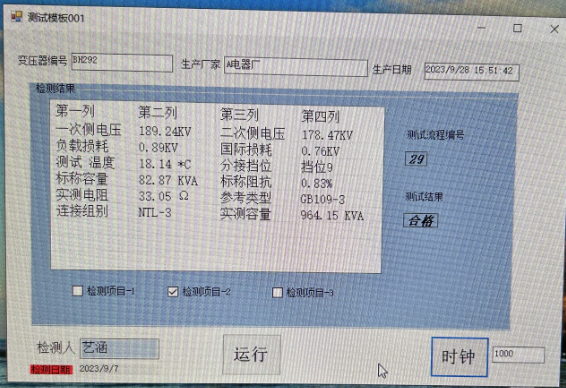 测试模板001
变压器编号 BH292 生产厂家 A电器厂 生产日期 2023/9/28 15:51:42
检测结果
第一列 第二列 第三列 第四列
一次侧电压 189.24KV 二次侧电压 178.47KV
负载损耗 0.89KV 国际损耗 0.76KV
测试 温度 18.14 *C 分接挡位 挡位9
标称容量 82.87 KVA 标称阻抗 0.83%
实测电阻 33.05 Ω 参考类型 GB109-3
连接组别 NTL-3 实测容量 964.15 KVA
测试流程编号
29
测试结果
合格
检测项目-1 检测项目-2 检测项目-3
检测人 艺涵 运行 时钟 1000
检测日期 2023/9/7